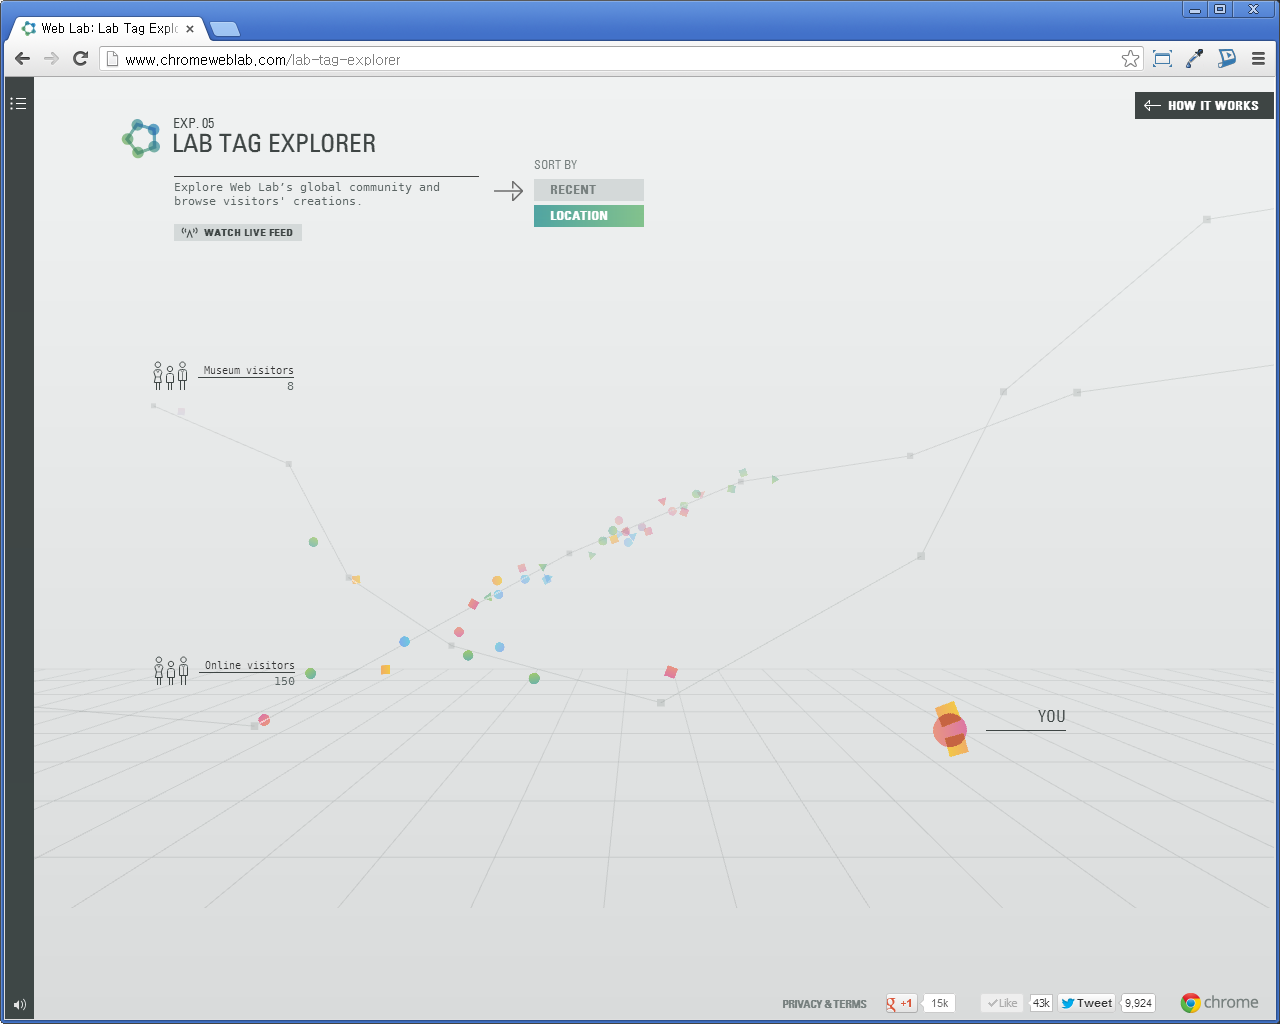 Web Lab: Lab Tag Explo
www.chromeweblab.com/lab-tag-explorer
HOW IT WORKS
EXP. 05
LAB TAG EXPLORER
Explore Web Lab's global community and
browse visitors' creations.
WATCH LIVE FEED
SORT BY
RECENT
LOCATION
Museum visitors
8
Online visitors
150
YOU
PRIVACY & TERMS
g +1
15k
Like
43k
Tweet
9,924
chrome